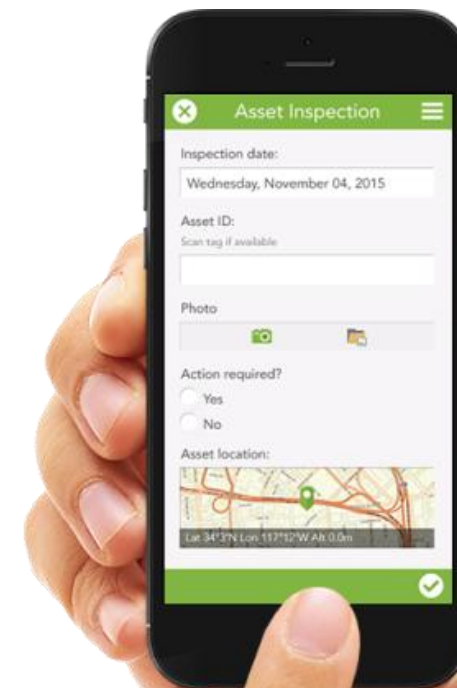 Asset Inspection
Inspection date:
Wednesday, November 04, 2015
Asset ID:
Scan tag if available
Photo
Action required?
Yes
No
Asset location:
Lat 34°3'N Lon 117°12'W Alt 0.0m